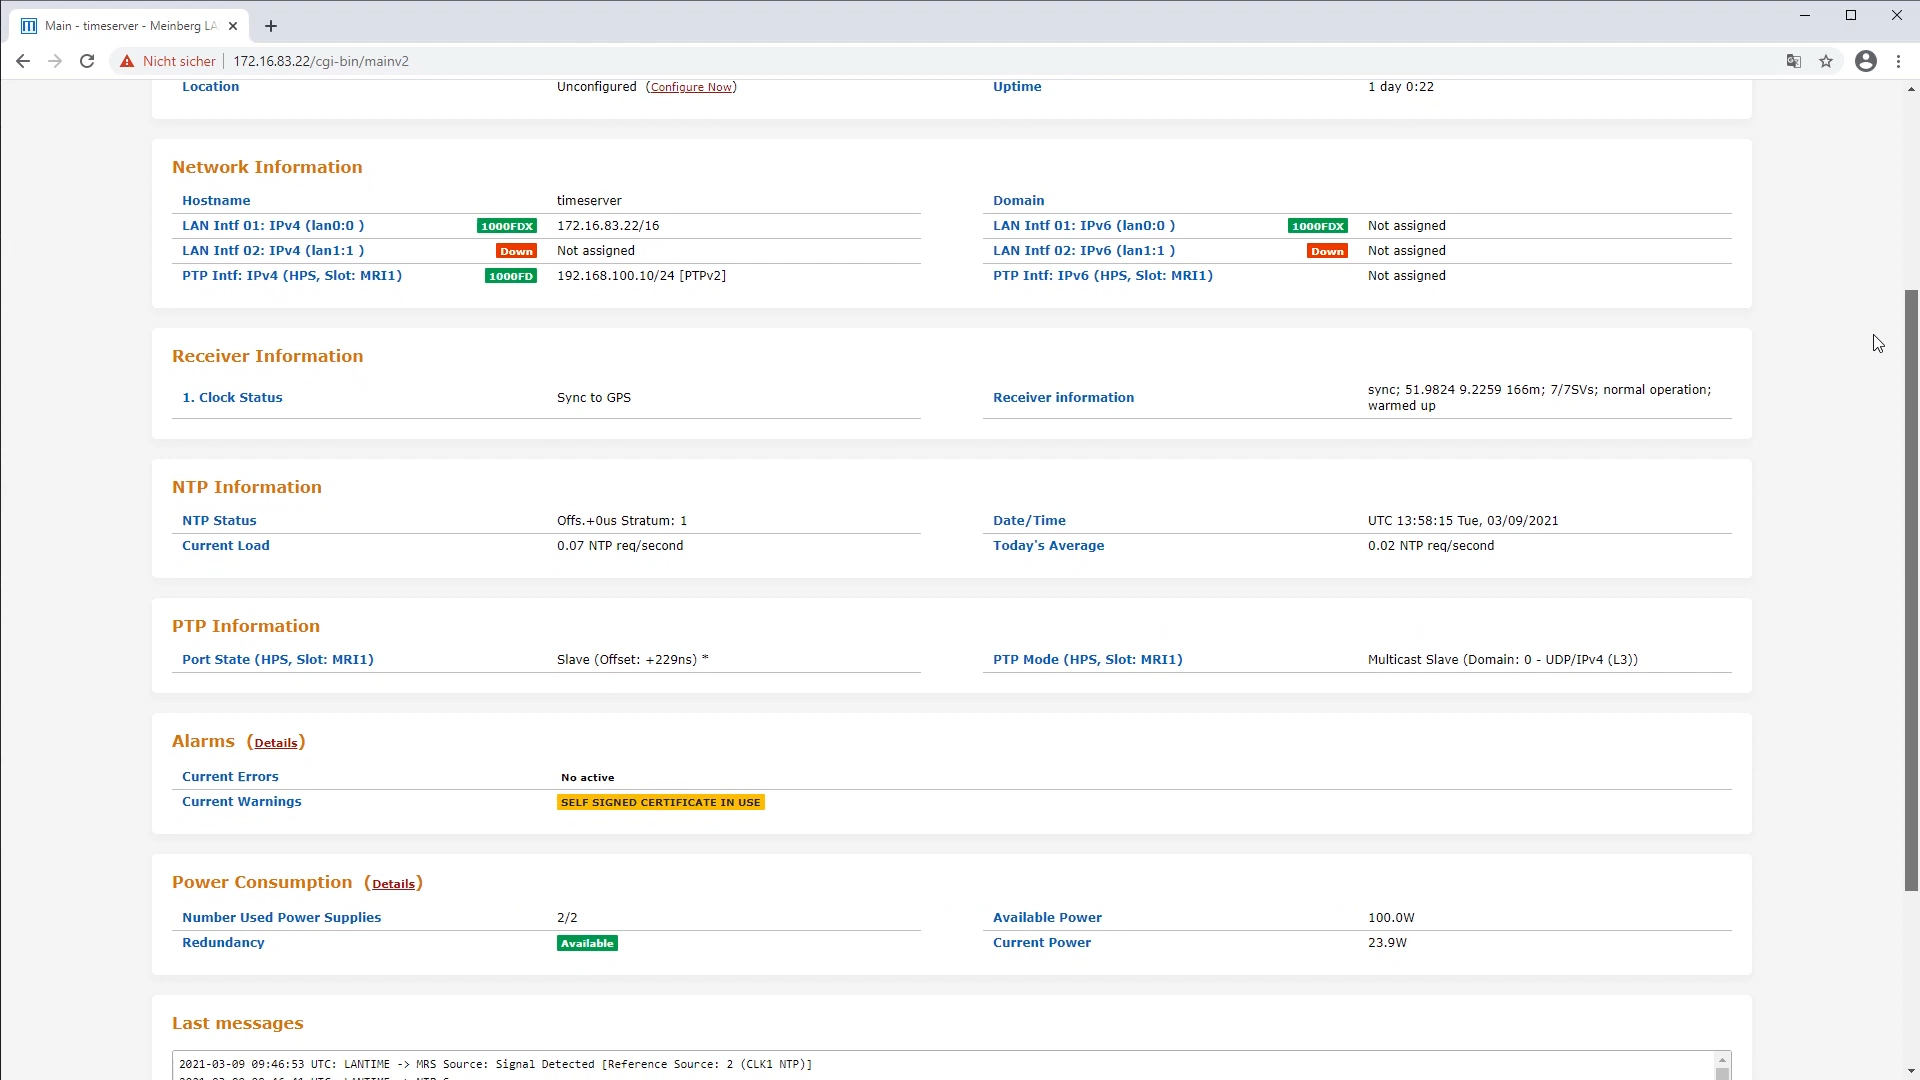 Main - timeserver - Meinberg LA
Nicht sicher 172.16.83.22/cgi-bin/mainv2
Location Unconfigured (Configure Now) Uptime 1 day 0:22
Network Information
Hostname timeserver Domain
LAN Intf 01: IPv4 (lan0:0 ) 1000FDX 172.16.83.22/16 LAN Intf 01: IPv6 (lan0:0 ) 1000FDX Not assigned
LAN Intf 02: IPv4 (lan1:1 ) Down Not assigned LAN Intf 02: IPv6 (lan1:1 ) Down Not assigned
PTP Intf: IPv4 (HPS, Slot: MRI1) 1000FD 192.168.100.10/24 [PTPv2] PTP Intf: IPv6 (HPS, Slot: MRI1) Not assigned
Receiver Information
1. Clock Status Sync to GPS Receiver information sync; 51.9824 9.2259 166m; 7/7SVs; normal operation;
warmed up
NTP Information
NTP Status Offs.+0us Stratum: 1 Date/Time UTC 13:58:15 Tue, 03/09/2021
Current Load 0.07 NTP req/second Today's Average 0.02 NTP req/second
PTP Information
Port State (HPS, Slot: MRI1) Slave (Offset: +229ns) * PTP Mode (HPS, Slot: MRI1) Multicast Slave (Domain: 0 - UDP/IPv4 (L3))
Alarms (Details)
Current Errors No active
Current Warnings SELF SIGNED CERTIFICATE IN USE
Power Consumption (Details)
Number Used Power Supplies 2/2 Available Power 100.0W
Redundancy Available Current Power 23.9W
Last messages
2021-03-09 09:46:53 UTC: LANTIME -> MRS Source: Signal Detected [Reference Source: 2 (CLK1 NTP)]